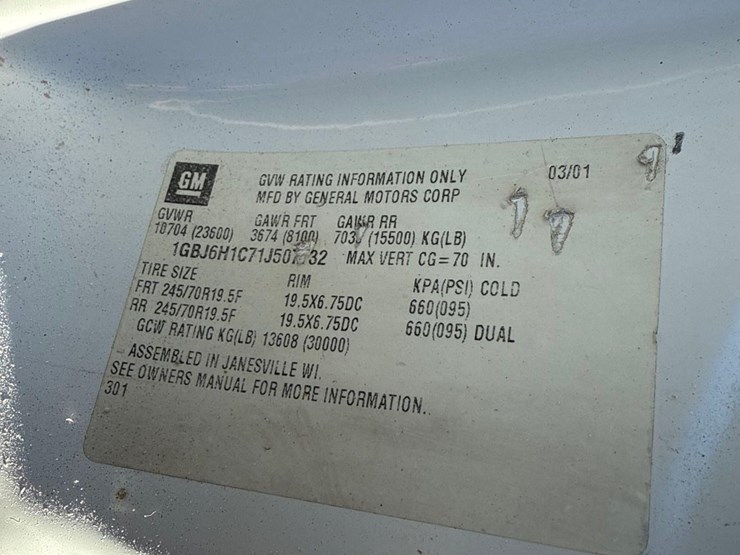 GM
GVW RATING INFORMATION ONLY 03/01
MFD BY GENERAL MOTORS CORP
GVWR GAWR FRT GAWR RR
10704 (23600) 3674 (8100) (15500) KG(LB)
MAX VERT CG=70 IN.
TIRE SIZE RIM KPA(PSI) COLD
FRT 245/70R19.5F 19.5X6.75DC 660(095)
RR 245/70R19.5F 19.5X6.75DC 660(095) DUAL
GCW RATING KG(LB) 13608 (30000)
ASSEMBLED IN JANESVILLE WI.
SEE OWNERS MANUAL FOR MORE INFORMATION.
301